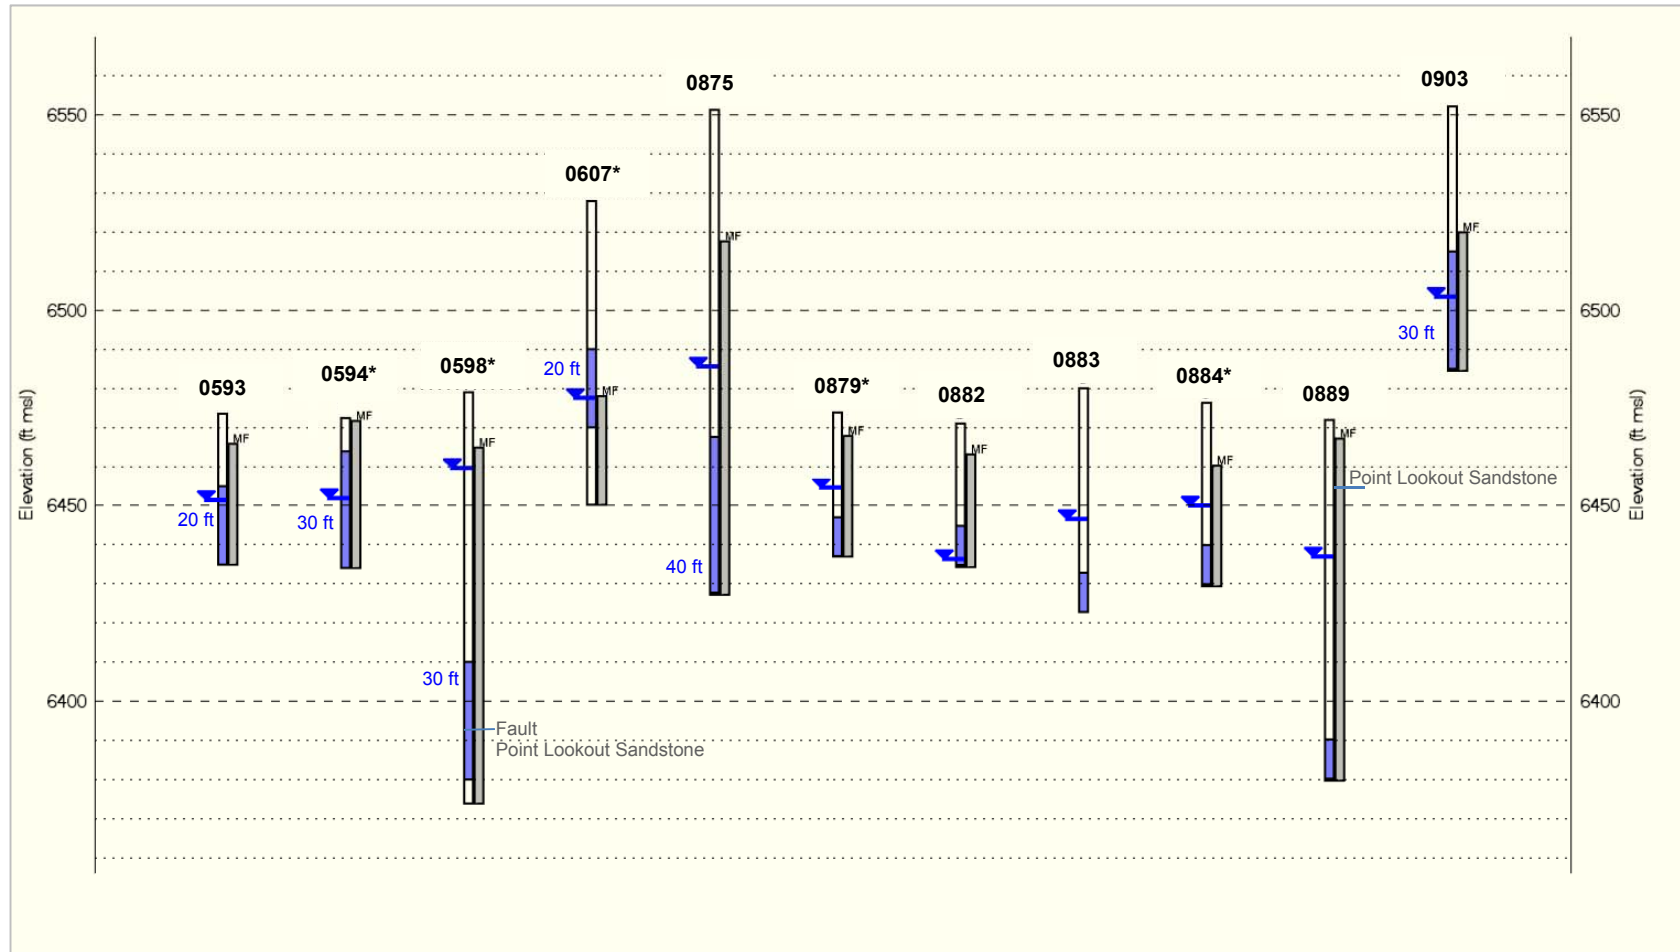 0903
0875
6550
6550
0607*
MF
MF
6500
6500
30 ft
20 ft
0883
0598*
0594*
0884*
0593
0879*
0882
0889
MF
MF
MF
MF
MF
MF
MF
MF
Point Lookout Sandstone
Elevation (ft msl)
Elevation (ft msl)
6450
6450
20 ft
30 ft
40 ft
30 ft
6400
6400
Fault
Point Lookout Sandstone